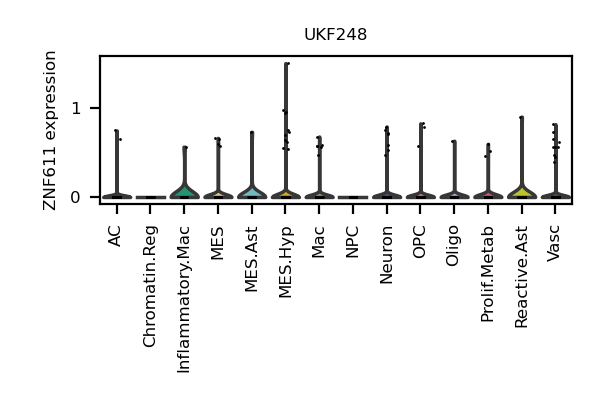 UKF248
ZNF611 expression
1
0
AC
Chromatin.Reg
Inflammatory.Mac
MES
MES.Ast
MES.Hyp
Mac
NPC
Neuron
OPC
Oligo
Prolif.Metab
Reactive.Ast
Vasc